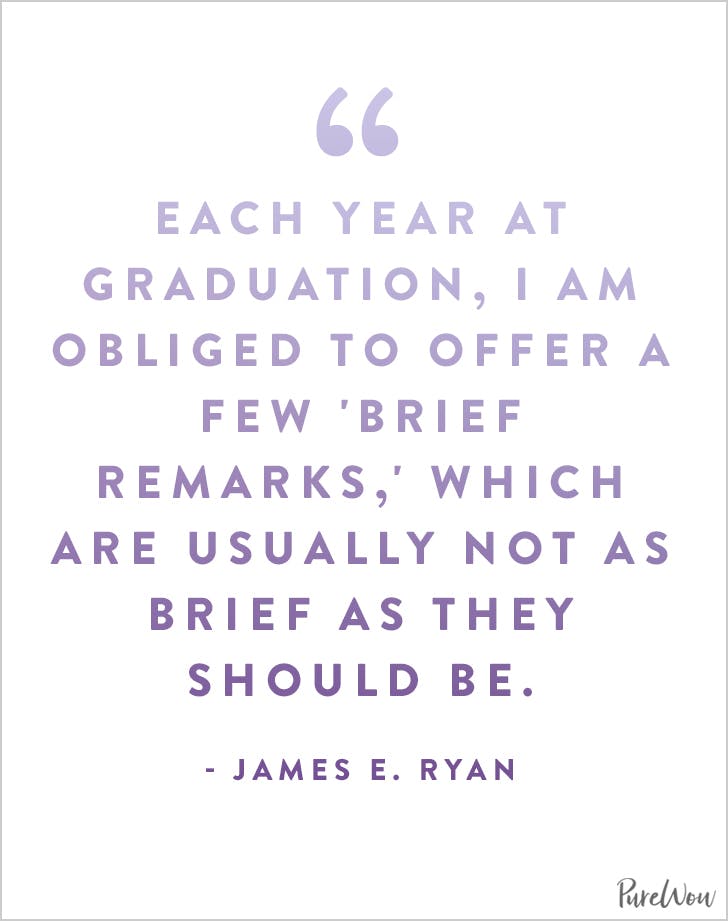 “
EACH YEAR AT
GRADUATION, I AM
OBLIGED TO OFFER A
FEW 'BRIEF
REMARKS,' WHICH
ARE USUALLY NOT AS
BRIEF AS THEY
SHOULD BE.
- JAMES E. RYAN
PureWow